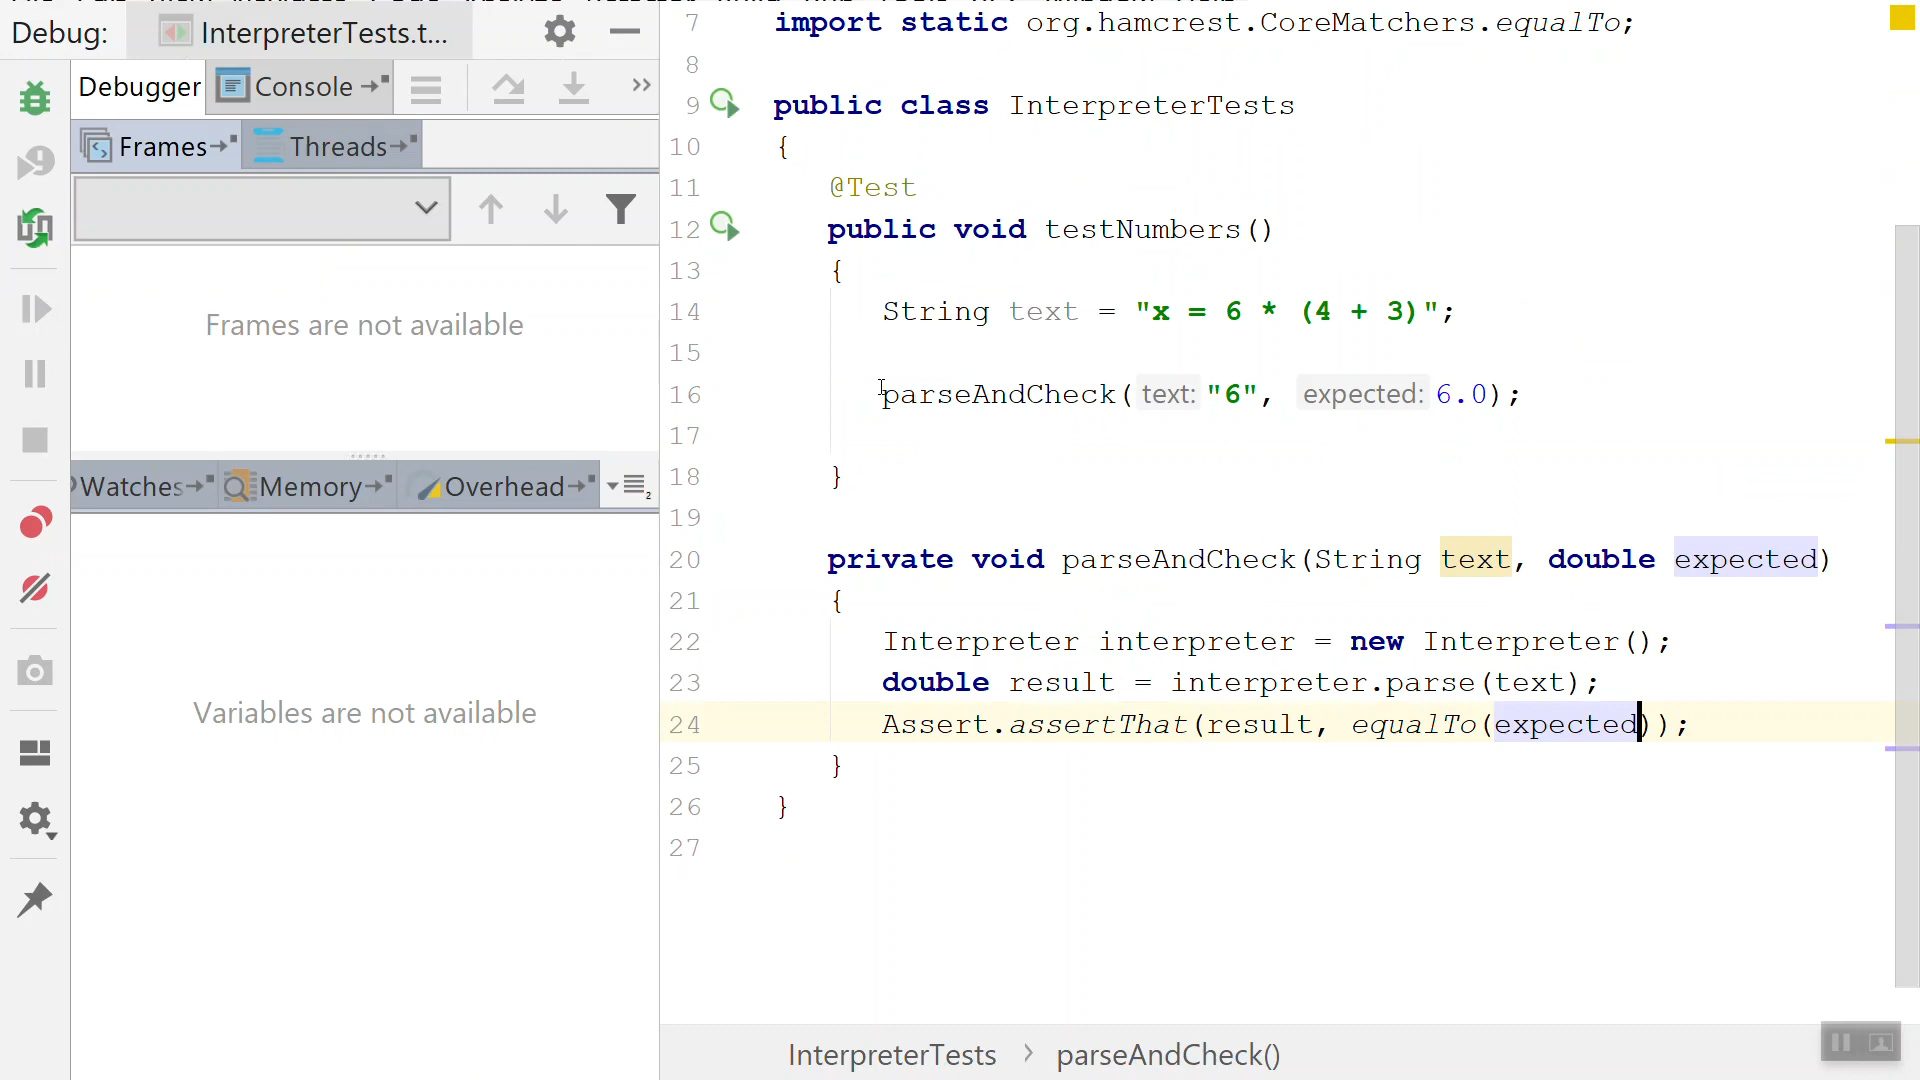 Debug: InterpreterTests.t...
Debugger Console
Frames Threads
Frames are not available
Watches Memory Overhead 2
Variables are not available
7 import static org.hamcrest.CoreMatchers.equalTo;
8
9 public class InterpreterTests
10 {
11 @Test
12 public void testNumbers()
13 {
14 String text = "x = 6 * (4 + 3)";
15
16 parseAndCheck( text: "6", expected: 6.0);
17
18 }
19
20 private void parseAndCheck(String text, double expected)
21 {
22 Interpreter interpreter = new Interpreter();
23 double result = interpreter.parse(text);
24 Assert.assertThat(result, equalTo(expected));
25 }
26 }
27
InterpreterTests > parseAndCheck()